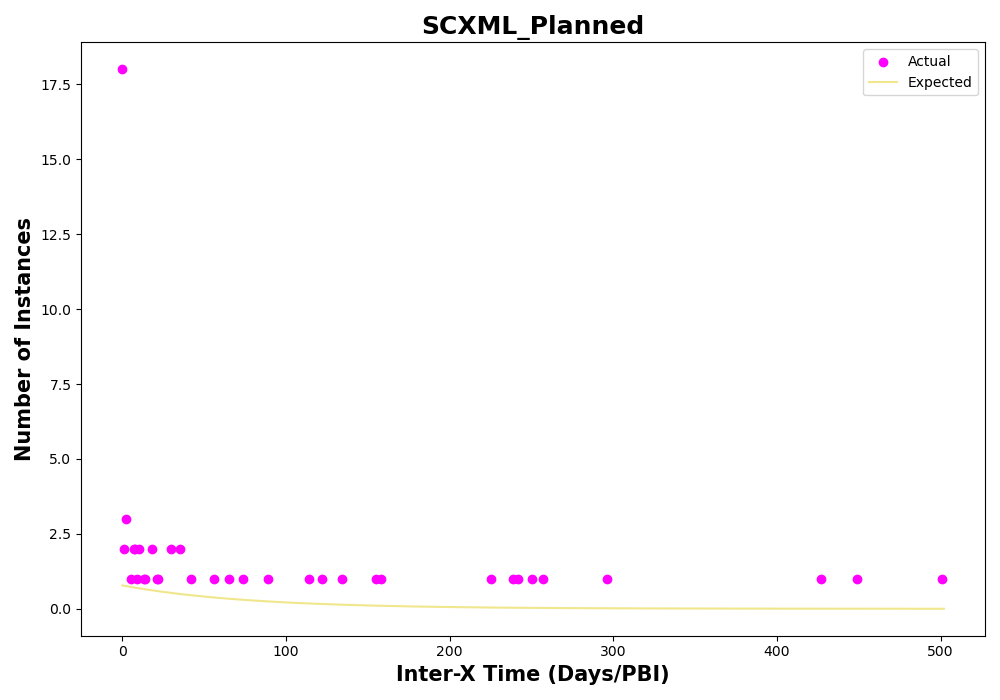 SCXML_Planned
Actual
Expected
17.5
15.0
12.5
10.0
7.5
5.0
2.5
0.0
Number of Instances
0
100
200
300
400
500
Inter-X Time (Days/PBI)